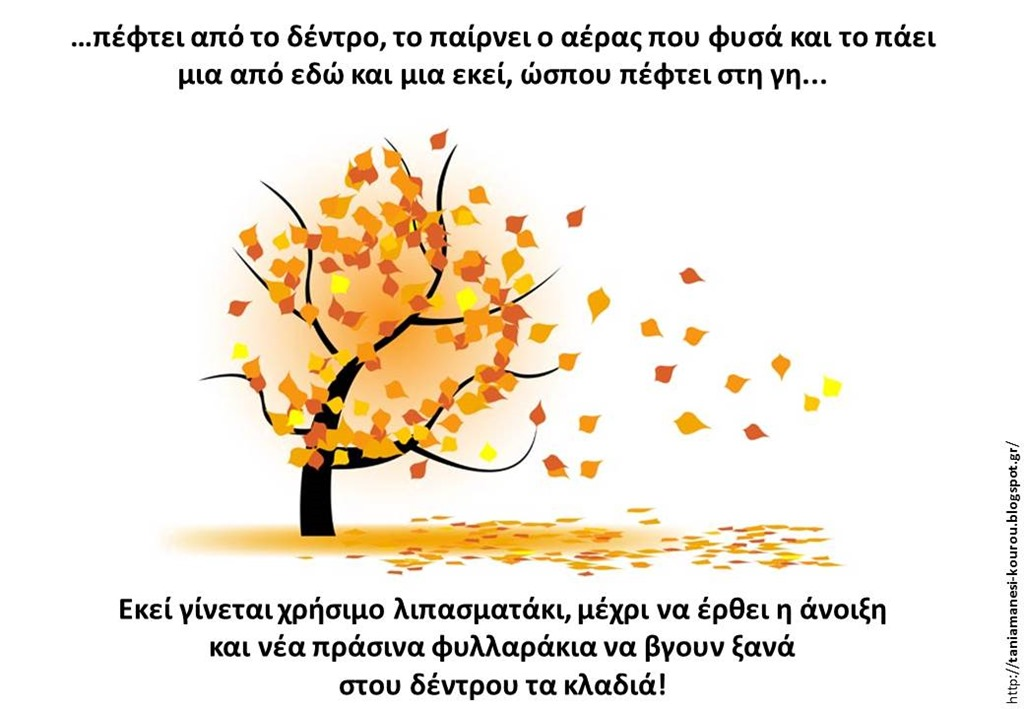 ...πέφτει από το δέντρο, το παίρνει ο αέρας που φυσά και το πάει
μια από εδώ και μια εκεί, ώσπου πέφτει στη γη...
Εκεί γίνεται χρήσιμο λιπασματάκι, μέχρι να έρθει η άνοιξη
και νέα πράσινα φυλλαράκια να βγουν ξανά
στου δέντρου τα κλαδιά!
http://taniamanesi-kourou.blogspot.gr/